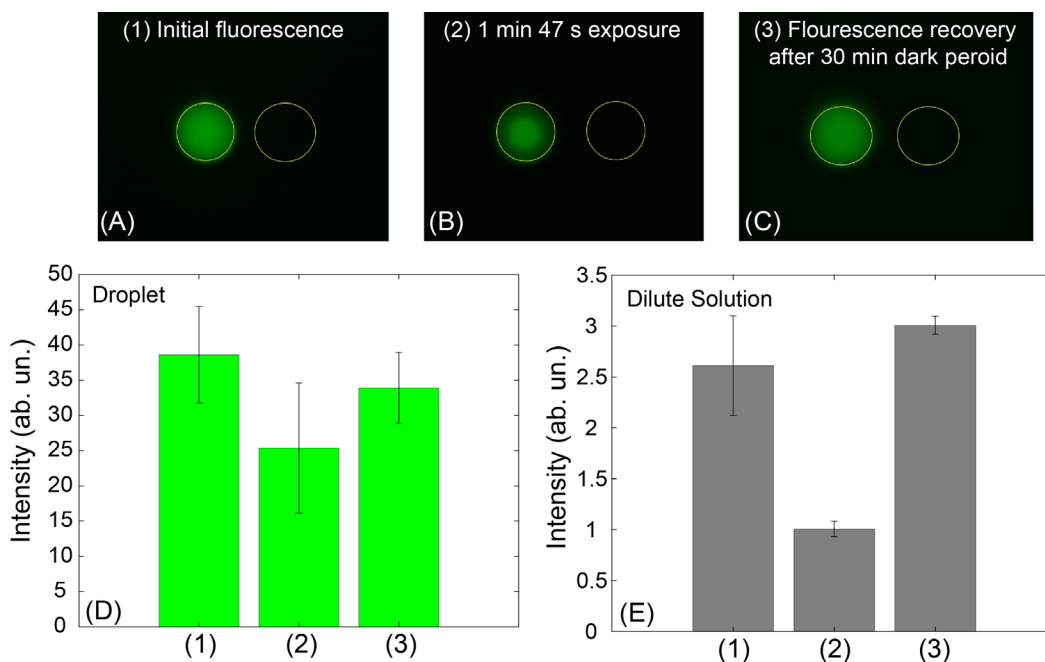 (1) Initial fluorescence
(A)
(2) 1 min 47 s exposure
(B)
(3) Flourescence recovery
after 30 min dark peroid
(C)
Droplet
Intensity (ab. un.)
50
45
40
35
30
25
20
15
10
5
0
(D)
(1)
(2)
(3)
Dilute Solution
Intensity (ab. un.)
3.5
3
2.5
2
1.5
1
0.5
0
(E)
(1)
(2)
(3)